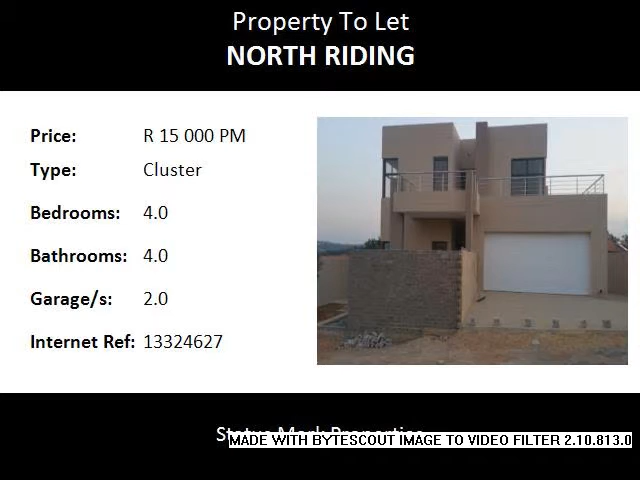 Property To Let
NORTH RIDING
Price: R 15 000 PM
Type: Cluster
Bedrooms: 4.0
Bathrooms: 4.0
Garage/s: 2.0
Internet Ref: 13324627
MADE WITH BYTESCOUT IMAGE TO VIDEO FILTER 2.10.813.0